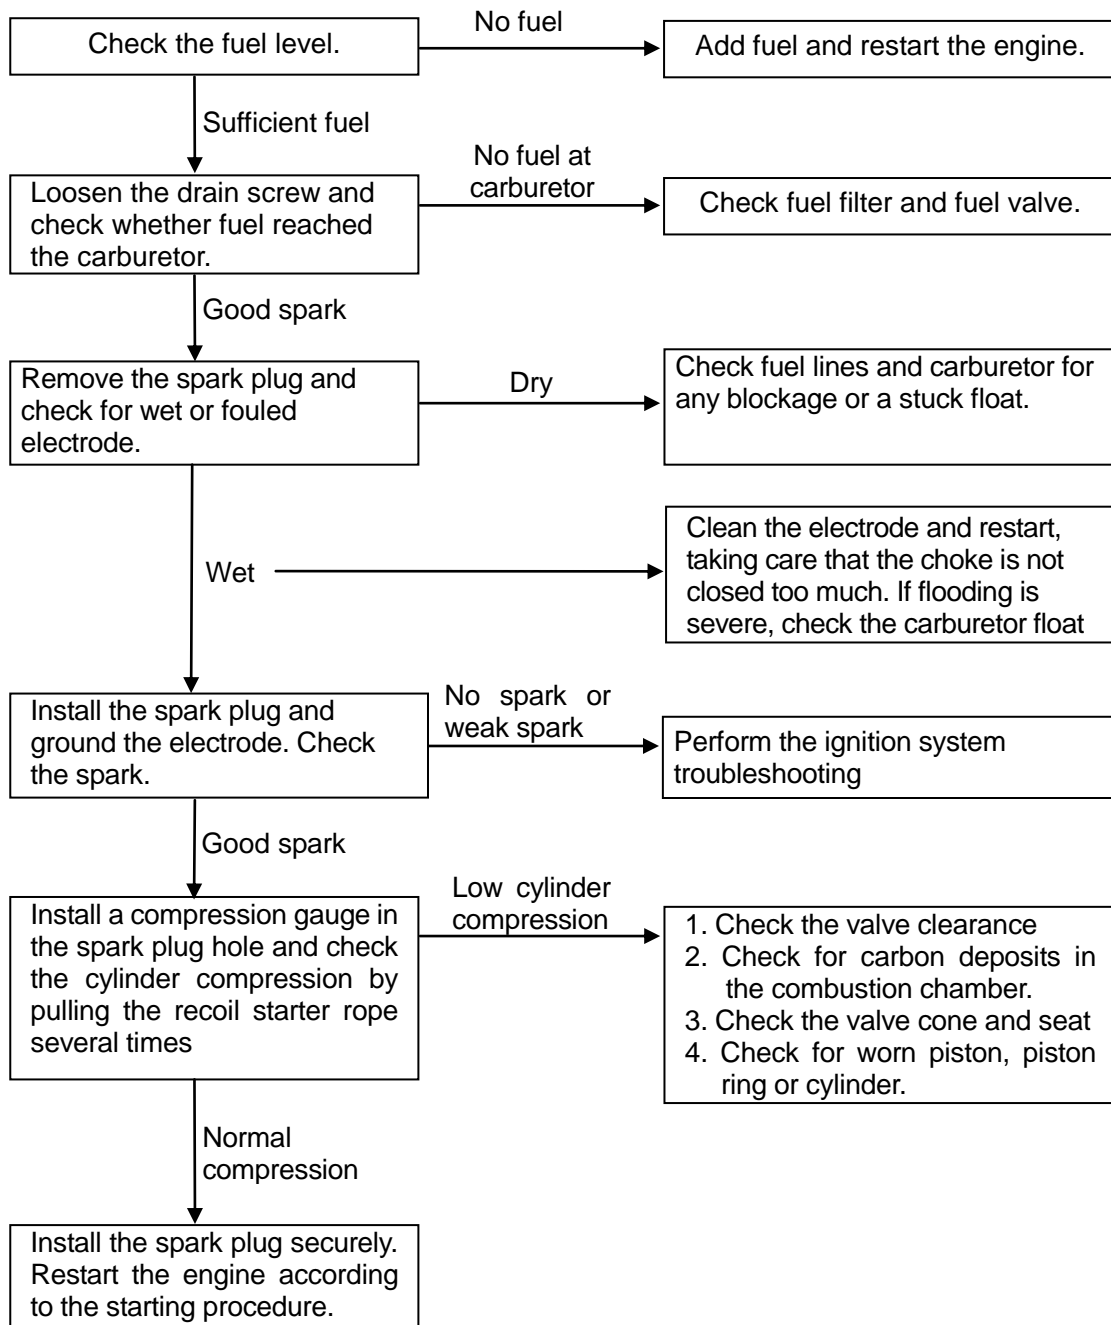 Check the fuel level.
No fuel
Add fuel and restart the engine.
Sufficient fuel
Loosen the drain screw and
check whether fuel reached
the carburetor.
No fuel at
carburetor
Check fuel filter and fuel valve.
Good spark
Remove the spark plug and
check for wet or fouled
electrode.
Dry
Check fuel lines and carburetor for
any blockage or a stuck float.
Wet
Clean the electrode and restart,
taking care that the choke is not
closed too much. If flooding is
severe, check the carburetor float
Install the spark plug and
ground the electrode. Check
the spark.
No spark or
weak spark
Perform the ignition system
troubleshooting
Good spark
Install a compression gauge in
the spark plug hole and check
the cylinder compression by
pulling the recoil starter rope
several times
Low cylinder
compression
1. Check the valve clearance
2. Check for carbon deposits in
the combustion chamber.
3. Check the valve cone and seat
4. Check for worn piston, piston
ring or cylinder.
Normal
compression
Install the spark plug securely.
Restart the engine according
to the starting procedure.